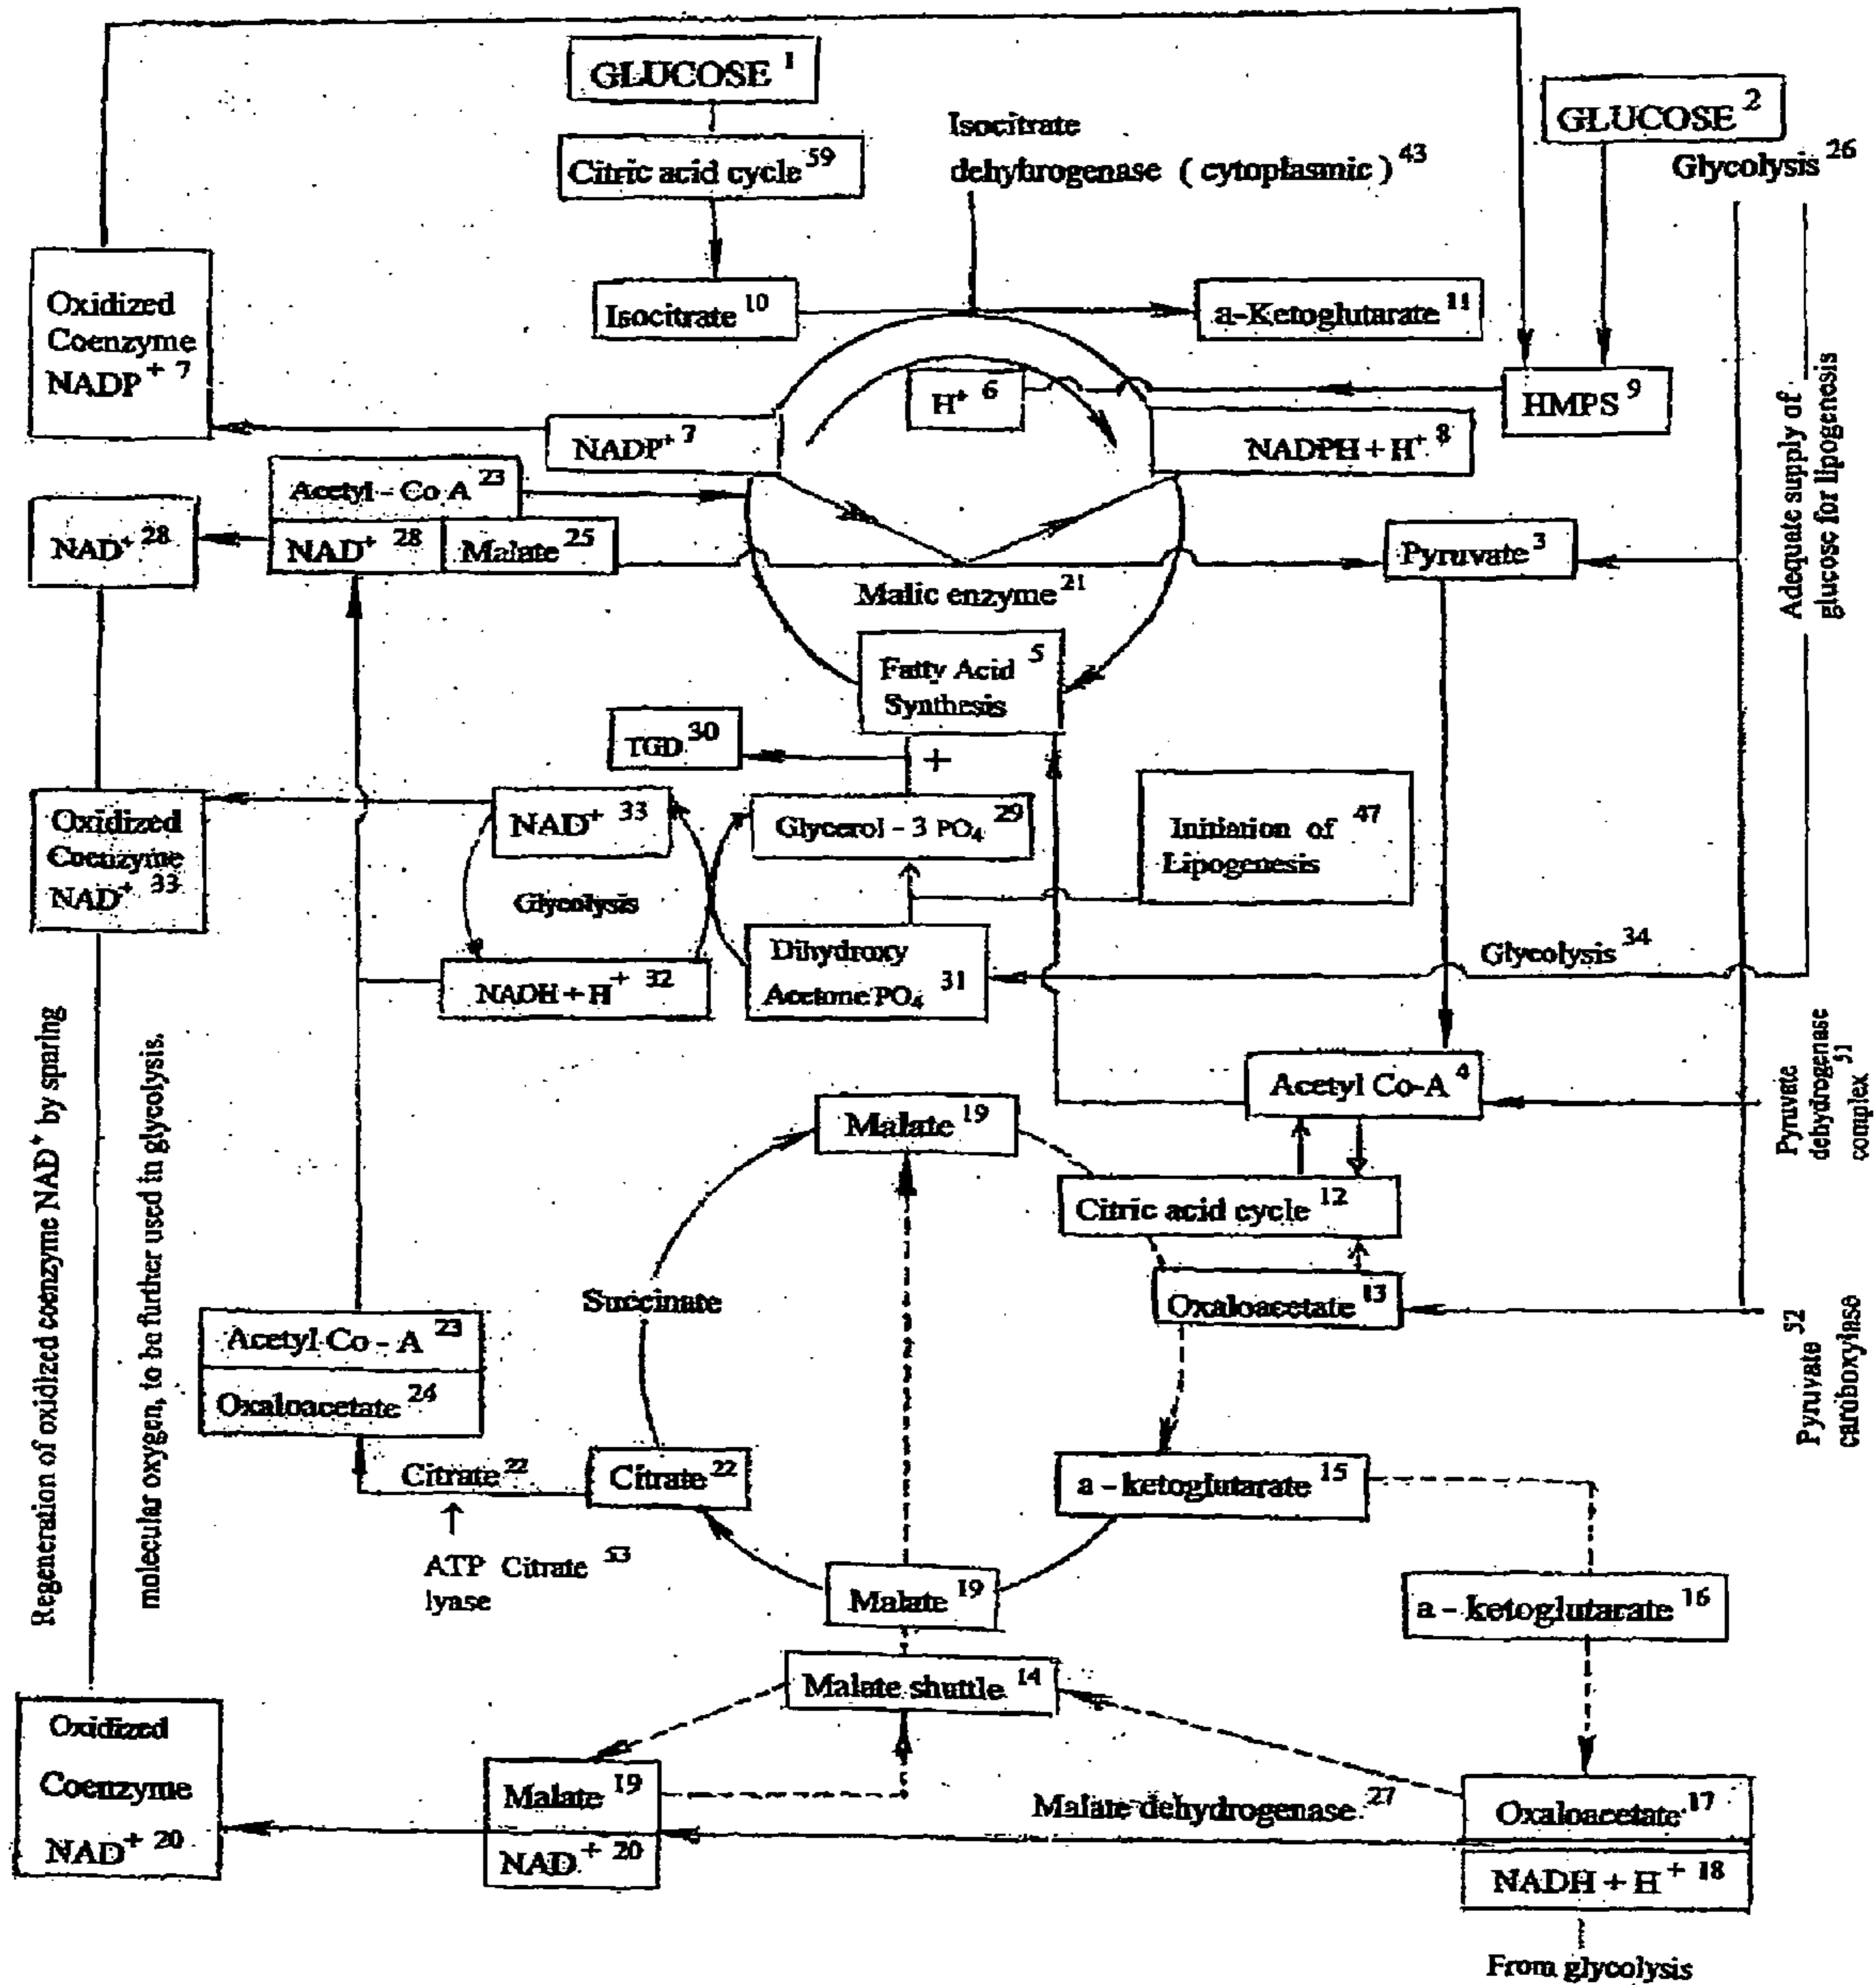 GLUCOSE 1
GLUCOSE 2
Citric acid cycle 59
Isocitrate
dehybrogenase ( cytoplasmic ) 43
Glycolysis 26
Oxidized
Coenzyme
NADP+ 7
Isocitrate 10
a-Ketoglutarate 11
H+ 6
HMPS 9
NADP+ 7
NADPH + H+ 8
Adequate supply of
glucose for lipogenesis
Acetyl - Co A 23
NAD+ 28
NAD+ 28
Malate 25
Pyruvate 3
Malic enzyme 21
Fatty Acid 5
Synthesis
TGD 30
+
Oxidized
Coenzyme
NAD+ 33
NAD+ 33
Glycerol - 3 PO4 29
Initiation of 47
Lipogenesis
Glycolysis
Dihydroxy
Acetone PO4 31
Glycolysis 34
NADH + H+ 32
Regeneration of oxidized coenzyme NAD+ by sparing
molecular oxygen, to be further used in glycolysis.
Pyruvate
dehydrogenase
complex 51
Acetyl Co-A 4
Malate 19
Citric acid cycle 12
Succinate
Oxaloacetate 13
Pyruvate 52
carboxylase
Acetyl Co - A 23
Oxaloacetate 24
Citrate 22
Citrate 22
a - ketoglutarate 15
ATP Citrate 53
lyase
Malate 19
a - ketoglutarate 16
Malate shuttle 14
Oxidized
Coenzyme
NAD+ 20
Malate 19
NAD+ 20
Malate dehydrogenase 27
Oxaloacetate 17
NADH + H+ 18
From glycolysis